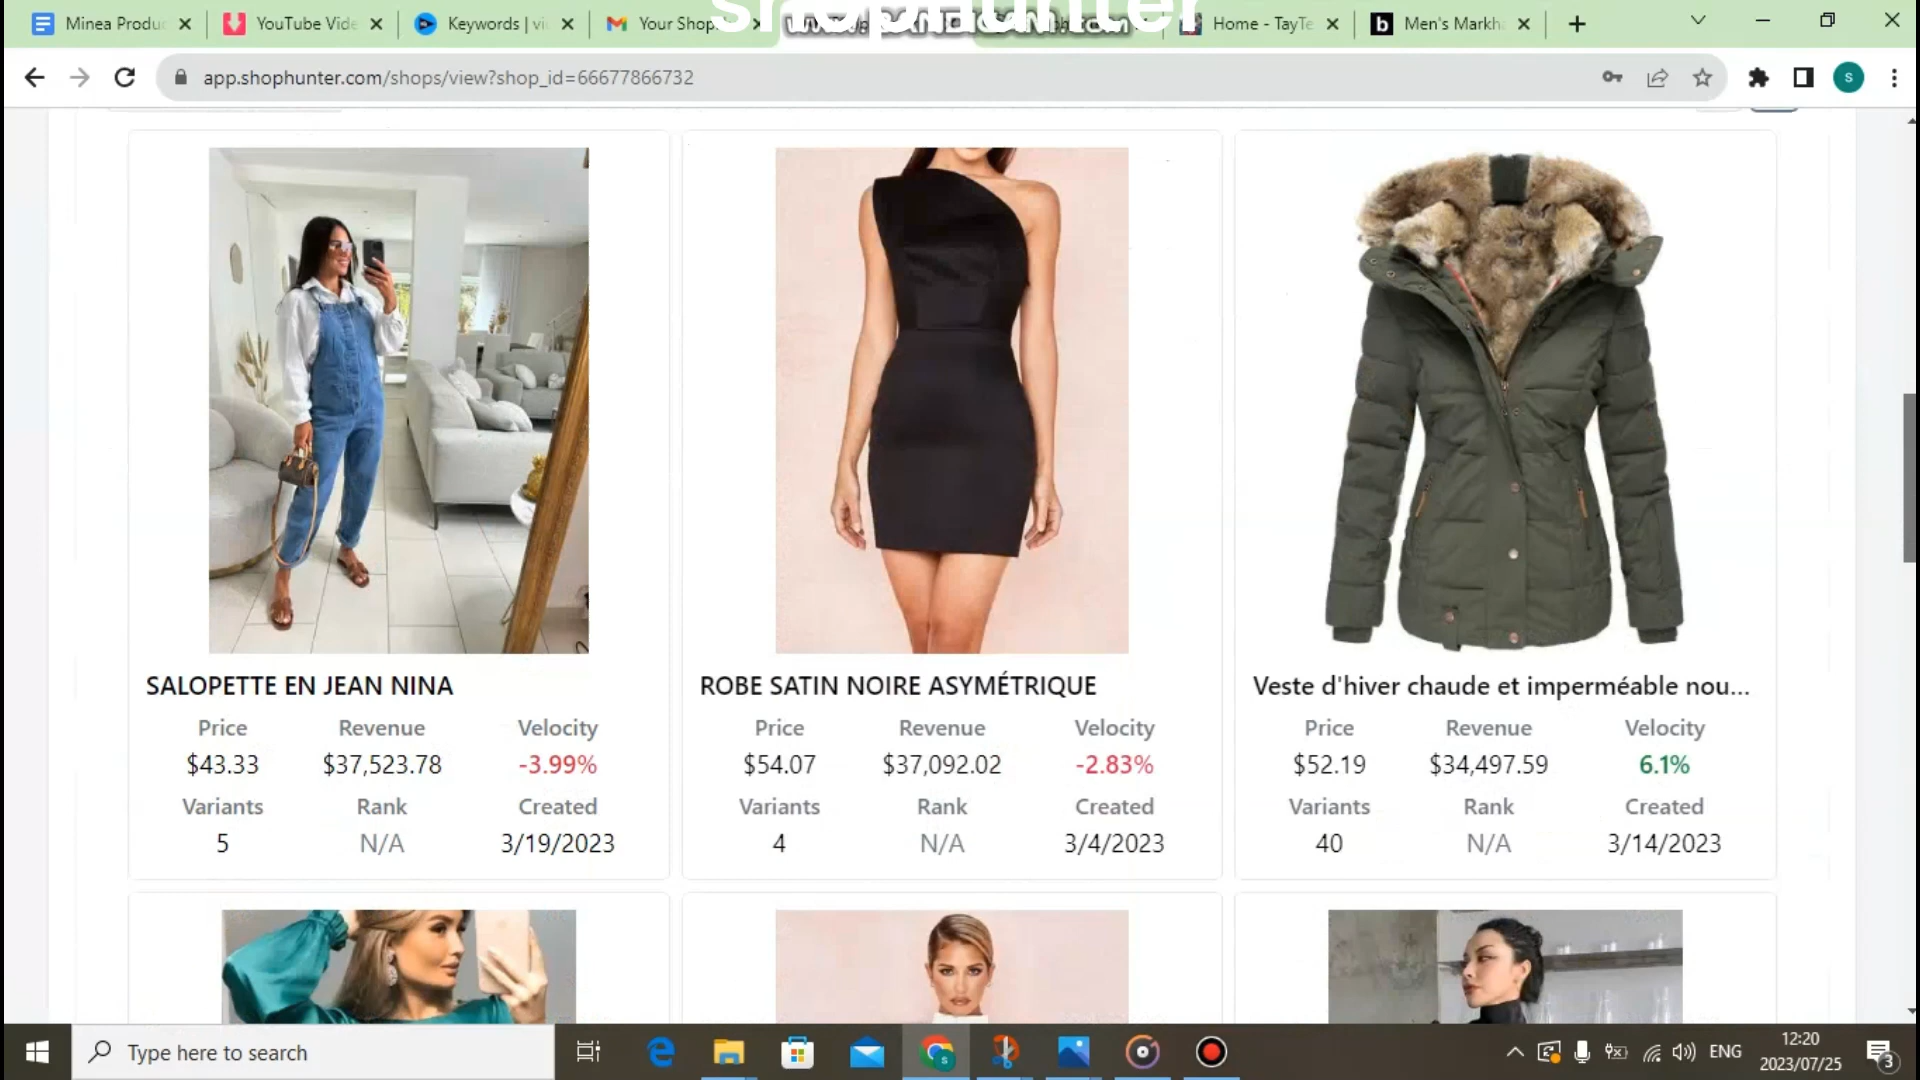 shopHunter
Minea Produc
YouTube Vide
Keywords | vi
Your Shop
Home - TayTe
Men's Markh
app.shophunter.com/shops/view?shop_id=66677866732
S
SALOPETTE EN JEAN NINA
Price Revenue Velocity
$43.33 $37,523.78 -3.99%
Variants Rank Created
5 N/A 3/19/2023
ROBE SATIN NOIRE ASYMÉTRIQUE
Price Revenue Velocity
$54.07 $37,092.02 -2.83%
Variants Rank Created
4 N/A 3/4/2023
Veste d'hiver chaude et imperméable nou...
Price Revenue Velocity
$52.19 $34,497.59 6.1%
Variants Rank Created
40 N/A 3/14/2023
Type here to search
ENG
12:20
2023/07/25
3